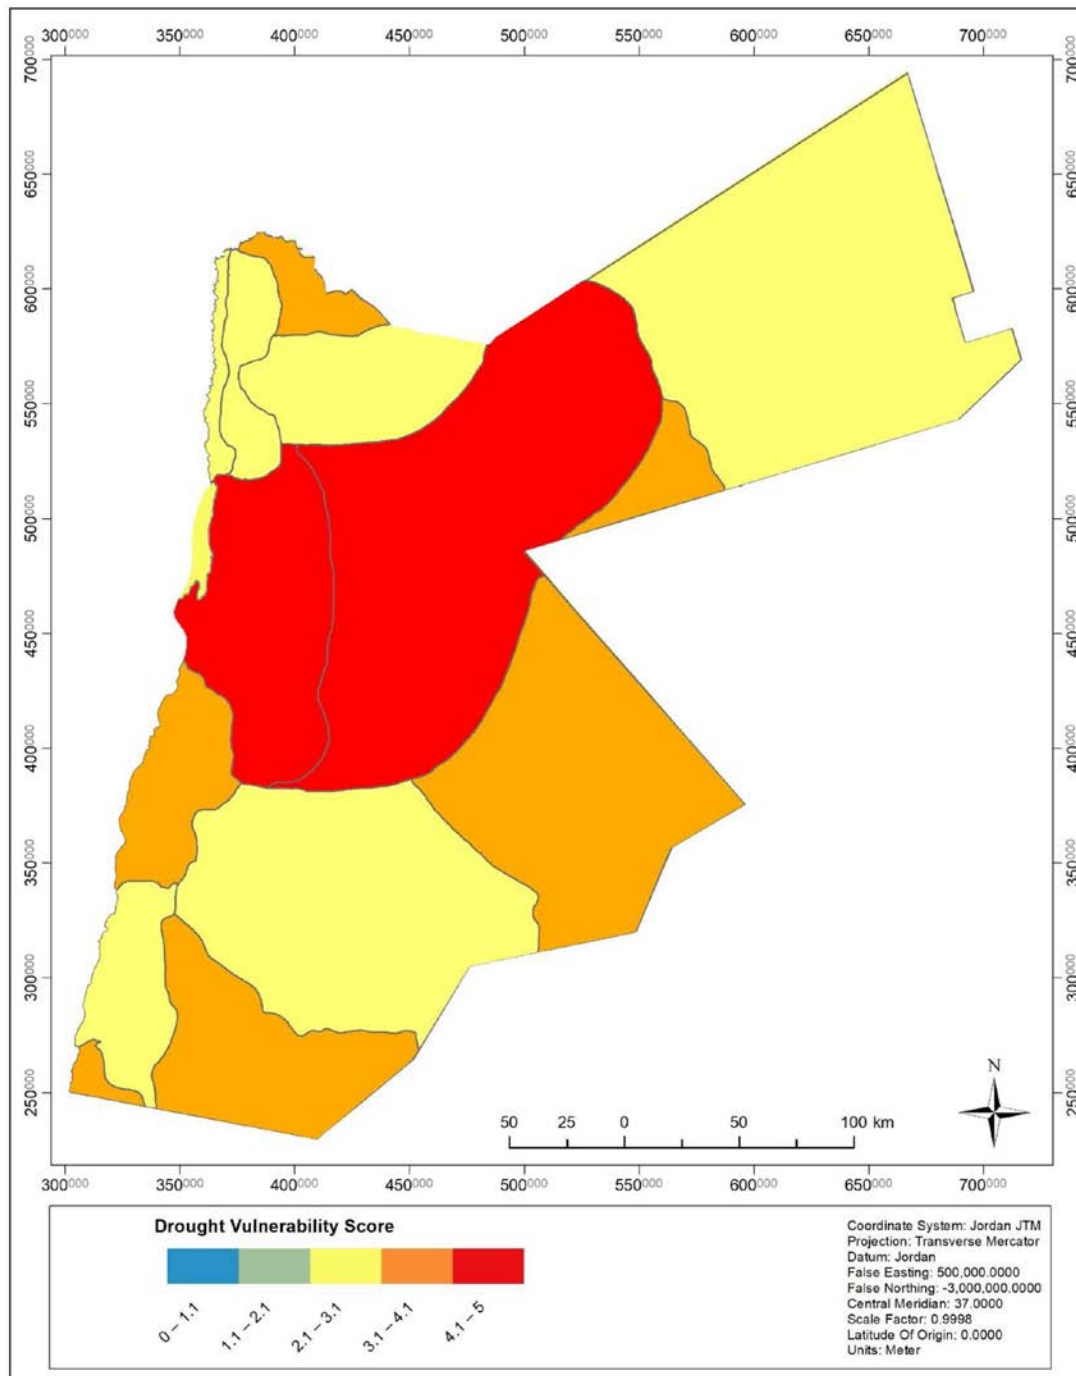 300000 350000 400000 450000 500000 550000 600000 650000 700000
700000 700000
650000 650000
600000 600000
550000 550000
500000 500000
450000 450000
400000 400000
350000 350000
300000 300000
250000 250000
N
50 25 0 50 100 km
300000 350000 400000 450000 500000 550000 600000 650000 700000
Drought Vulnerability Score
0 – 1.1
1.1 – 2.1
2.1 – 3.1
3.1 – 4.1
4.1 – 5
Coordinate System: Jordan JTM
Projection: Transverse Mercator
Datum: Jordan
False Easting: 500,000.0000
False Northing: -3,000,000.0000
Central Meridian: 37.0000
Scale Factor: 0.9998
Latitude Of Origin: 0.0000
Units: Meter